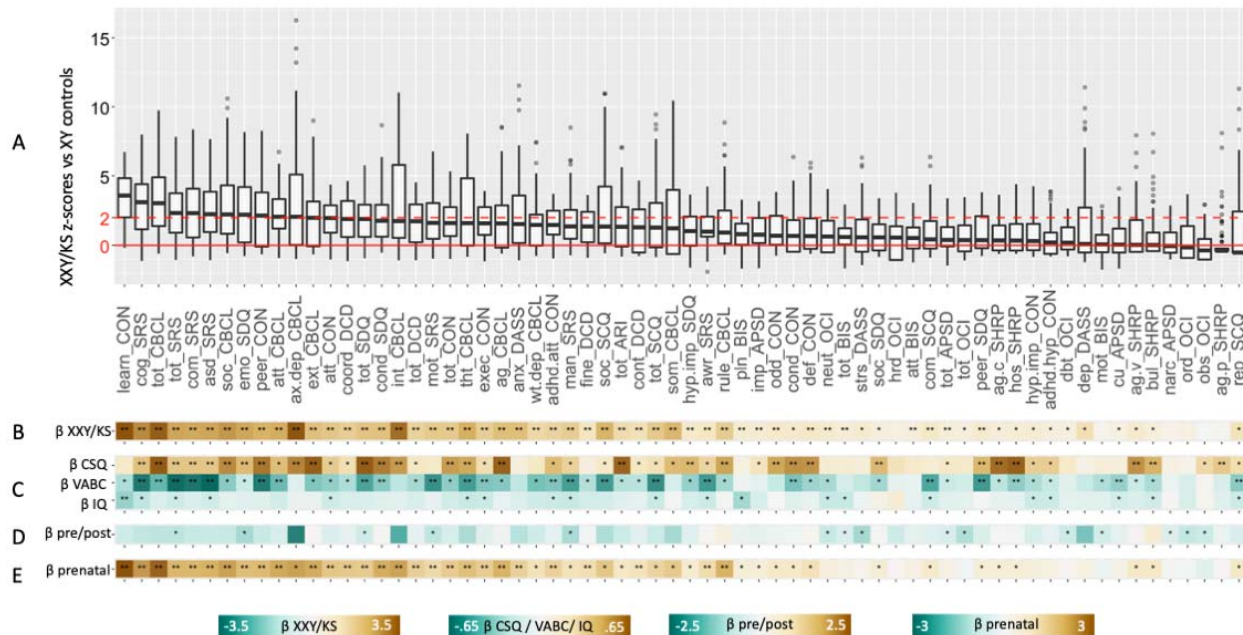 A
XXY/KS z-scores vs XY controls
15
10
5
2
0
learn_CON
cog_SRS
tot_CBCL
tot_SRS
com_SRS
asd_SRS
soc_CBCL
emo_SDQ
peer_CON
att_CBCL
ax.dep_CBCL
ext_CBCL
att_CON
coord_DCD
tot_SDQ
cond_SDQ
int_CBCL
tot_DCD
mot_SRS
tot_CON
tht_CBCL
exec_CON
ag_CBCL
anx_DASS
wt.dep_CBCL
adhd.att_CON
man_SRS
fine_DCD
soc_SCQ
tot_ARI
cont_DCD
tot_SCQ
som_CBCL
hyp.imp_SDQ
awr_SRS
rule_CBCL
pln_BIS
imp_APSD
odd_CON
cond_CON
def_CON
neut_OCI
tot_BIS
strs_DASS
soc_SDQ
hrd_OCI
att_BIS
com_SCQ
tot_APSD
tot_OCI
peer_SDQ
ag.c_SHRP
hos_SHRP
hyp.imp_CON
adhd.hyp_CON
dbt_OCI
dep_DASS
mot_BIS
cu_APSD
ag.v_SHRP
bul_SHRP
narc_APSD
ord_OCI
obs_OCI
ag.p_SHRP
rep_SCQ
B β XXY/KS
C
β CSQ
β VABC
β IQ
D β pre/post
E β prenatal
-3.5 β XXY/KS 3.5
-.65 β CSQ / VABC/ IQ .65
-2.5 β pre/post 2.5
-3 β prenatal 3